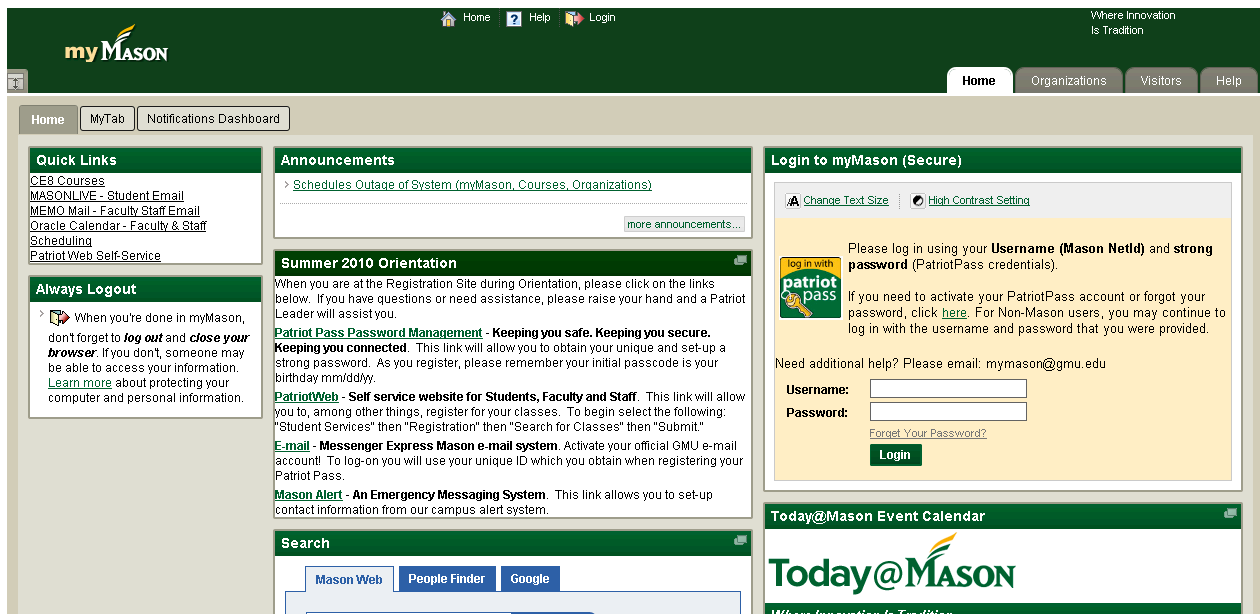 Home
Help
Login
Where Innovation
Is Tradition
myMASON
Home
Organizations
Visitors
Help
Home
MyTab
Notifications Dashboard
Quick Links
CE8 Courses
MASONLIVE - Student Email
MEMO Mail - Faculty Staff Email
Oracle Calendar - Faculty & Staff
Scheduling
Patriot Web Self-Service
Always Logout
When you're done in myMason,
don't forget to log out and close your
browser. If you don't, someone may
be able to access your information.
Learn more about protecting your
computer and personal information.
Announcements
Schedules Outage of System (myMason, Courses, Organizations)
more announcements...
Summer 2010 Orientation
When you are at the Registration Site during Orientation, please click on the links
below. If you have questions or need assistance, please raise your hand and a Patriot
Leader will assist you.
Patriot Pass Password Management - Keeping you safe. Keeping you secure.
Keeping you connected. This link will allow you to obtain your unique and set-up a
strong password. As you register, please remember your initial passcode is your
birthday mm/dd/yy.
PatriotWeb - Self service website for Students, Faculty and Staff. This link will allow
you to, among other things, register for your classes. To begin select the following:
"Student Services" then "Registration" then "Search for Classes" then "Submit."
E-mail - Messenger Express Mason e-mail system. Activate your official GMU e-mail
account! To log-on you will use your unique ID which you obtain when registering your
Patriot Pass.
Mason Alert - An Emergency Messaging System. This link allows you to set-up
contact information from our campus alert system.
Search
Mason Web
People Finder
Google
Login to myMason (Secure)
Change Text Size
High Contrast Setting
log in with
patriot
pass
Please log in using your Username (Mason NetId) and strong
password (PatriotPass credentials).
If you need to activate your PatriotPass account or forgot your
password, click here. For Non-Mason users, you may continue to
log in with the username and password that you were provided.
Need additional help? Please email: mymason@gmu.edu
Username:
Password:
Forget Your Password?
Login
Today@Mason Event Calendar
Today@MASON
Where Innovation Is Tradition